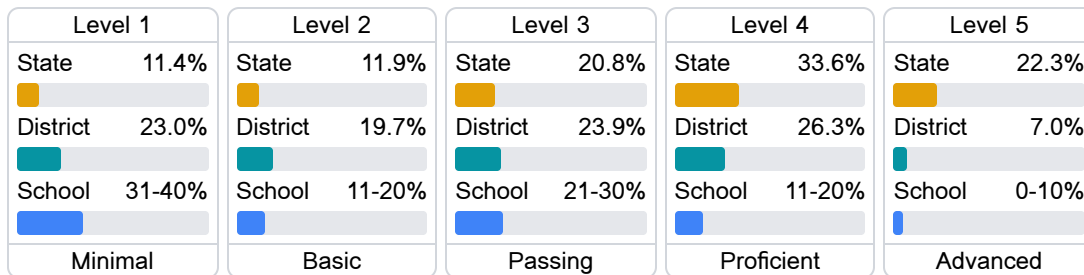 Level 1
State 11.4%
District 23.0%
School 31-40%
Minimal
Level 2
State 11.9%
District 19.7%
School 11-20%
Basic
Level 3
State 20.8%
District 23.9%
School 21-30%
Passing
Level 4
State 33.6%
District 26.3%
School 11-20%
Proficient
Level 5
State 22.3%
District 7.0%
School 0-10%
Advanced